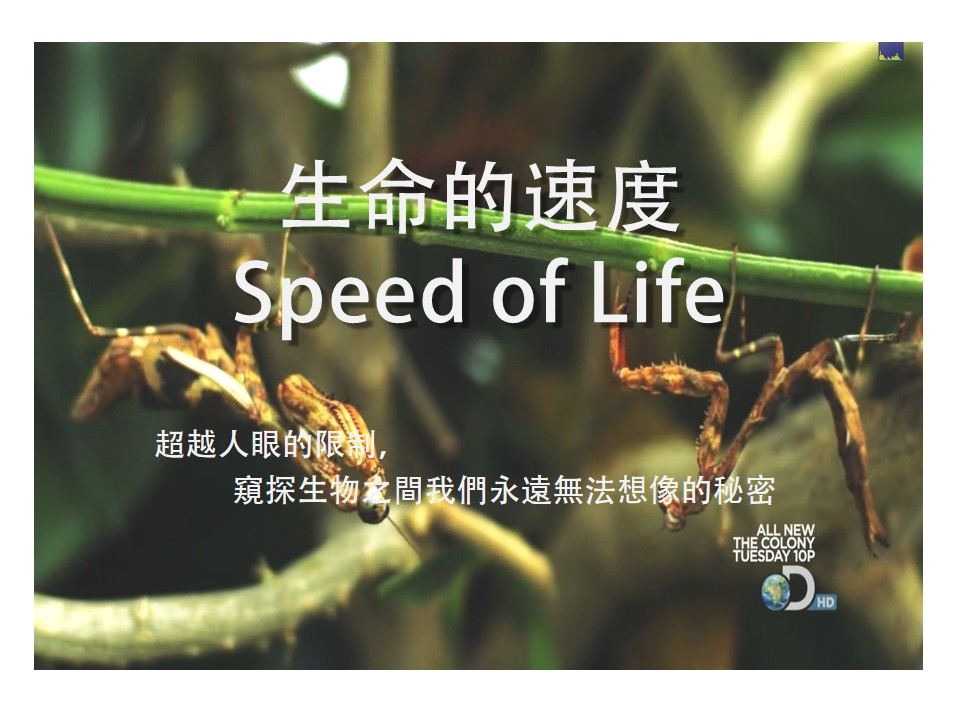 生命的速度
Speed of Life
超越人眼的限制,
窺探生物之間我們永遠無法想像的秘密
ALL NEW
THE COLONY
TUESDAY 10P
D HD